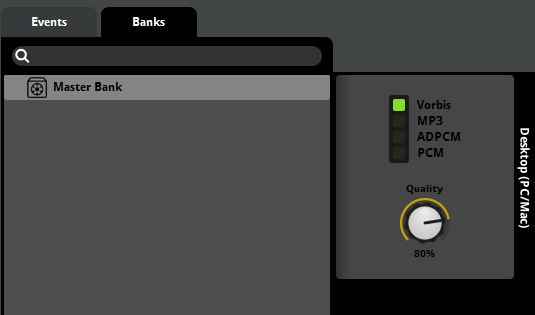 Events
Banks
Master Bank
Vorbis
MP3
ADPCM
PCM
Quality
80%
Desktop (PC/Mac)